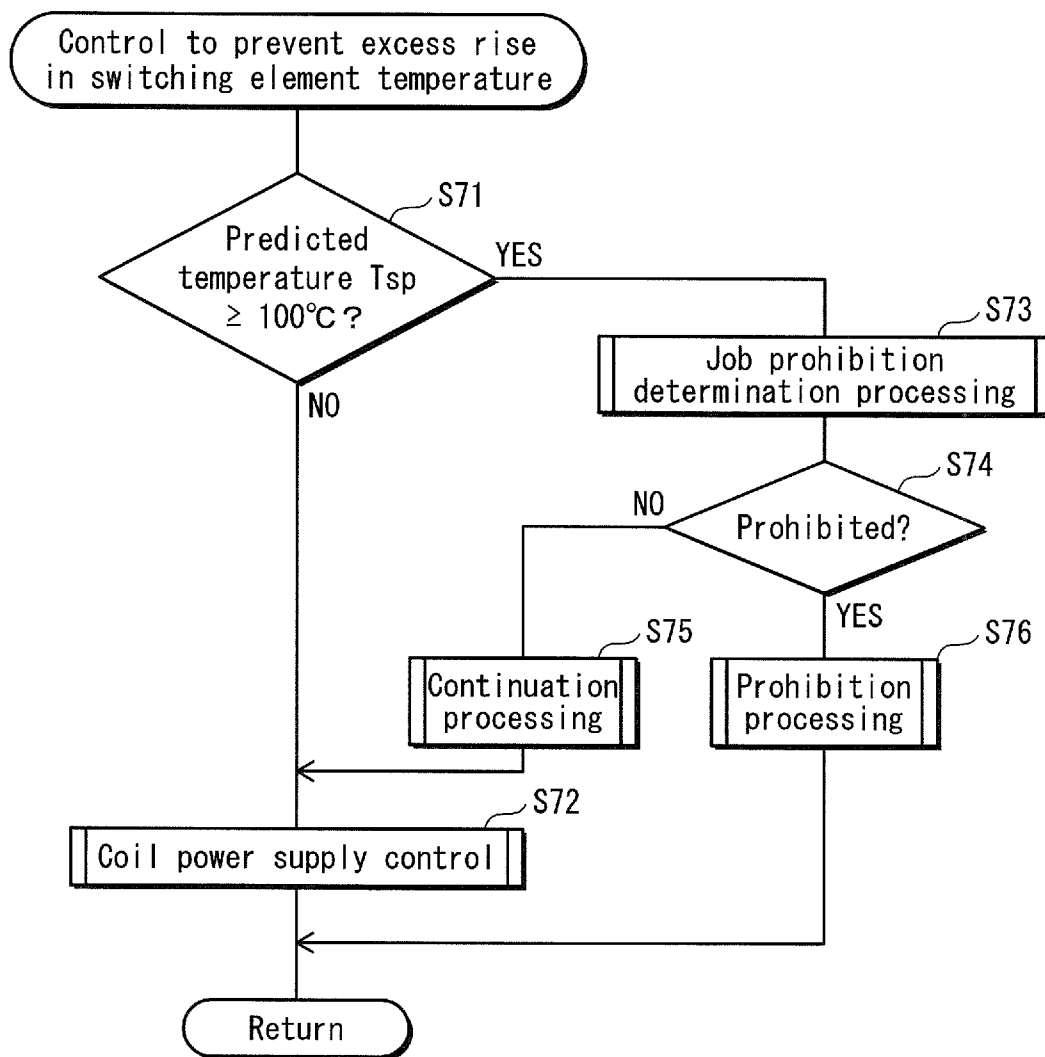 Control to prevent excess rise
in switching element temperature
S71
Predicted
temperature Tsp
≥ 100℃?
YES
NO
S73
Job prohibition
determination processing
S74
NO
Prohibited?
YES
S75
S76
Continuation
processing
Prohibition
processing
S72
Coil power supply control
Return